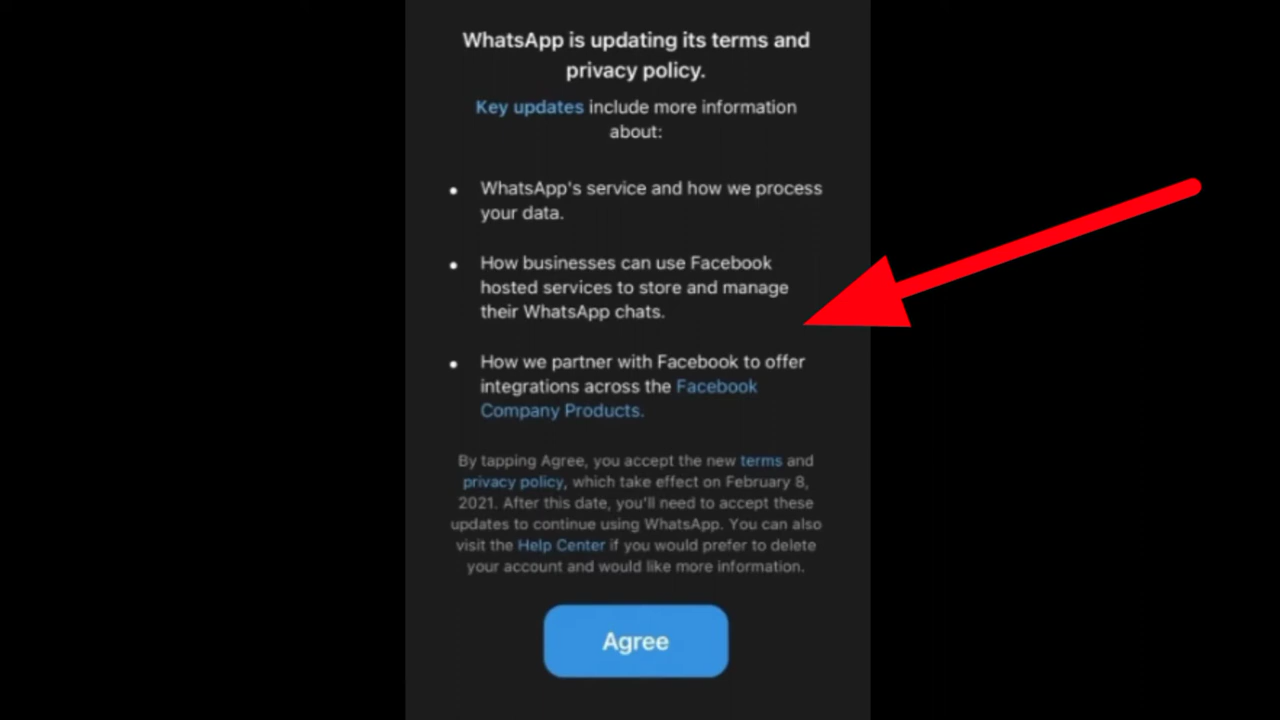 WhatsApp is updating its terms and
privacy policy.
Key updates include more information
about:
• WhatsApp's service and how we process
your data.
• How businesses can use Facebook
hosted services to store and manage
their WhatsApp chats.
• How we partner with Facebook to offer
integrations across the Facebook
Company Products.
By tapping Agree, you accept the new terms and
privacy policy, which take effect on February 8,
2021. After this date, you'll need to accept these
updates to continue using WhatsApp. You can also
visit the Help Center if you would prefer to delete
your account and would like more information.
Agree